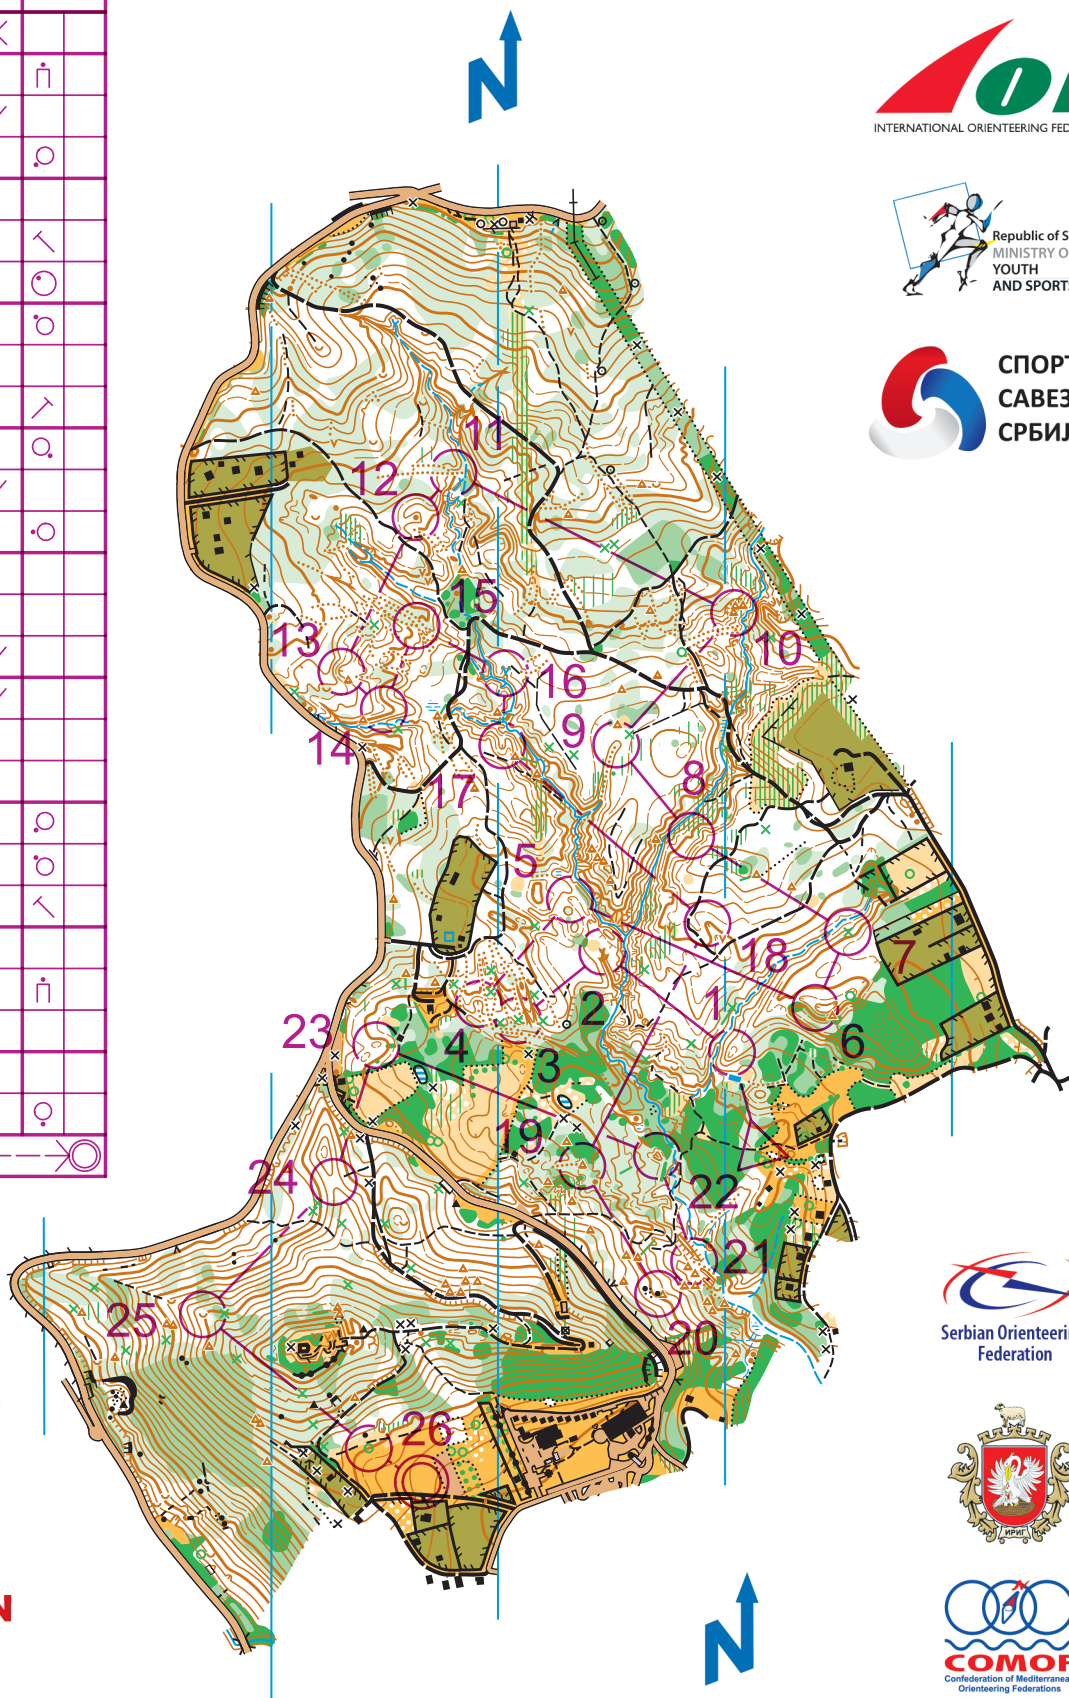 N
INTERNATIONAL ORIENTEERING FED
Republic of S
MINISTRY O
YOUTH
AND SPORTS
СПОРТ
САВЕЗ
СРБИЈ
11
12
15
13
10
16
9
14
8
17
5
18
7
1
2
23
6
4
3
19
24
22
21
25
20
26
Serbian Orienteering
Federation
ИРИГ
N
N
COMOF
Confederation of Mediterranea
Orienteering Federations